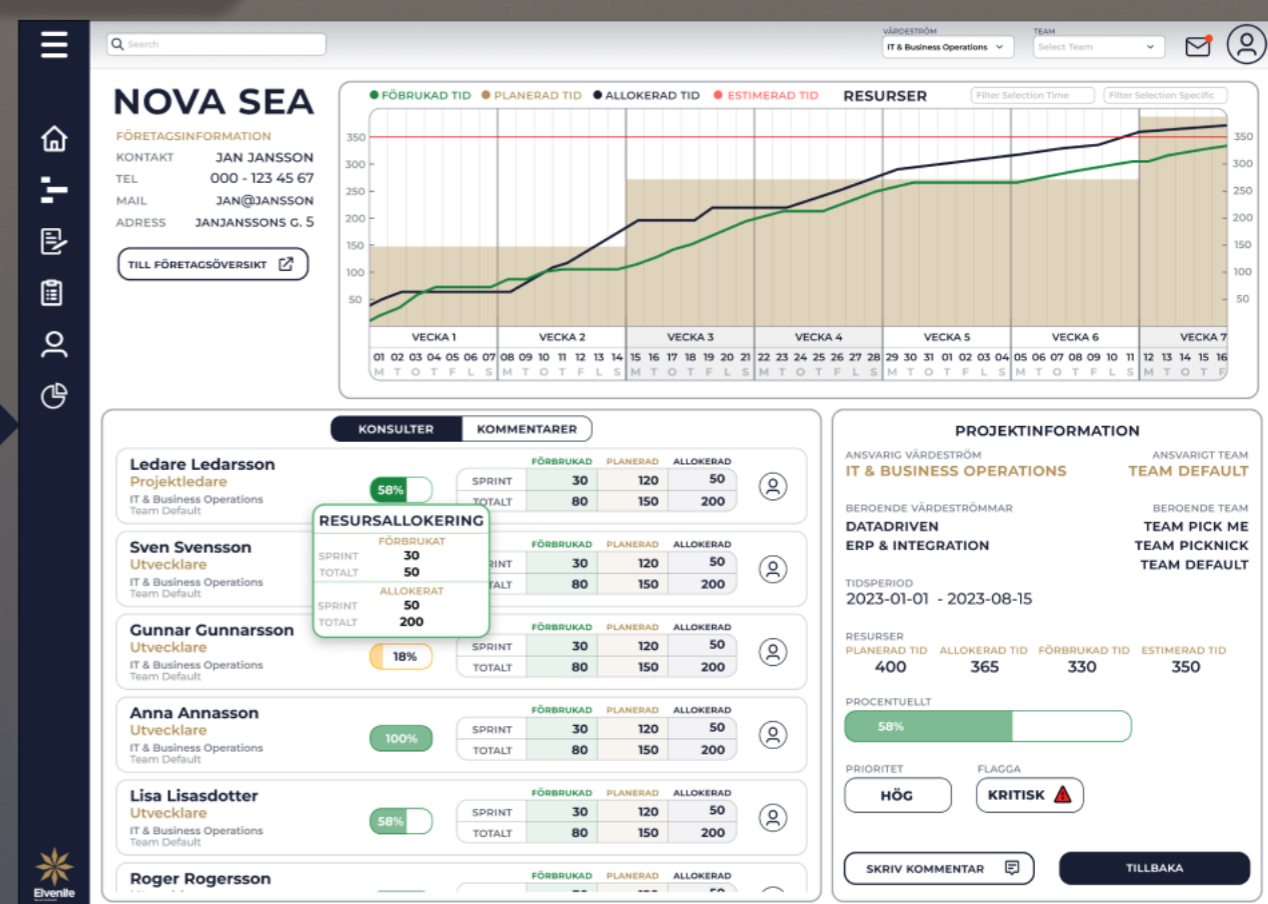 Search
VÄRDESTRÖM
IT & Business Operations
TEAM
Select Team
NOVA SEA
FÖRETAGSINFORMATION
KONTAKT JAN JANSSON
TEL 000 - 123 45 67
MAIL JAN@JANSSON
ADRESS JANJANSSONS G. 5
TILL FÖRETAGSÖVERSIKT
FÖRBRUKAD TID PLANERAD TID ALLOKERAD TID ESTIMERAD TID RESURSER Filter Selection Time Filter Selection Specific
350 350
300 300
250 250
200 200
150 150
100 100
50 50
VECKA 1 VECKA 2 VECKA 3 VECKA 4 VECKA 5 VECKA 6 VECKA 7
01 02 03 04 05 06 07 08 09 10 11 12 13 14 15 16 17 18 19 20 21 22 23 24 25 26 27 28 29 30 31 01 02 03 04 05 06 07 08 09 10 11 12 13 14 15 16
M T O T F L S M T O T F L S M T O T F L S M T O T F L S M T O T F L S M T O T F L S M T O T F
KONSULTER KOMMENTARER
Ledare Ledarsson
Projektledare
IT & Business Operations
Team Default
58%
FÖRBRUKAD PLANERAD ALLOKERAD
SPRINT 30 120 50
TOTALT 80 150 200
RESURSALLOKERING
FÖRBRUKAT
SPRINT 30
TOTALT 50
ALLOKERAT
SPRINT 50
TOTALT 200
Sven Svensson
Utvecklare
IT & Business Operations
Team Default
FÖRBRUKAD PLANERAD ALLOKERAD
RINT 30 120 50
TALT 80 150 200
Gunnar Gunnarsson
Utvecklare
IT & Business Operations
Team Default
18%
FÖRBRUKAD PLANERAD ALLOKERAD
SPRINT 30 120 50
TOTALT 80 150 200
Anna Annasson
Utvecklare
IT & Business Operations
Team Default
100%
FÖRBRUKAD PLANERAD ALLOKERAD
SPRINT 30 120 50
TOTALT 80 150 200
Lisa Lisasdotter
Utvecklare
IT & Business Operations
Team Default
58%
FÖRBRUKAD PLANERAD ALLOKERAD
SPRINT 30 120 50
TOTALT 80 150 200
Roger Rogersson
FÖRBRUKAD PLANERAD ALLOKERAD
PROJEKTINFORMATION
ANSVARIG VÄRDESTRÖM ANSVARIGT TEAM
IT & BUSINESS OPERATIONS TEAM DEFAULT
BEROENDE VÄRDESTRÖMMAR BEROENDE TEAM
DATADRIVEN TEAM PICK ME
ERP & INTEGRATION TEAM PICKNICK
TEAM DEFAULT
TIDSPERIOD
2023-01-01 - 2023-08-15
RESURSER
PLANERAD TID ALLOKERAD TID FÖRBRUKAD TID ESTIMERAD TID
400 365 330 350
PROCENTUELLT
58%
PRIORITET FLAGGA
HÖG KRITISK
SKRIV KOMMENTAR TILLBAKA
Elvenite